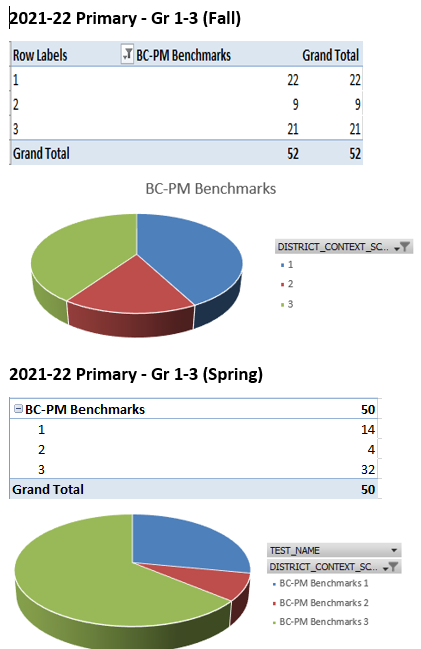 2021-22 Primary - Gr 1-3 (Fall)
Row Labels BC-PM Benchmarks Grand Total
1 22 22
2 9 9
3 21 21
Grand Total 52 52
BC-PM Benchmarks
DISTRICT_CONTEXT_SC...
1
2
3
2021-22 Primary - Gr 1-3 (Spring)
BC-PM Benchmarks 50
1 14
2 4
3 32
Grand Total 50
TEST_NAME
DISTRICT_CONTEXT_SC...
BC-PM Benchmarks 1
BC-PM Benchmarks 2
BC-PM Benchmarks 3